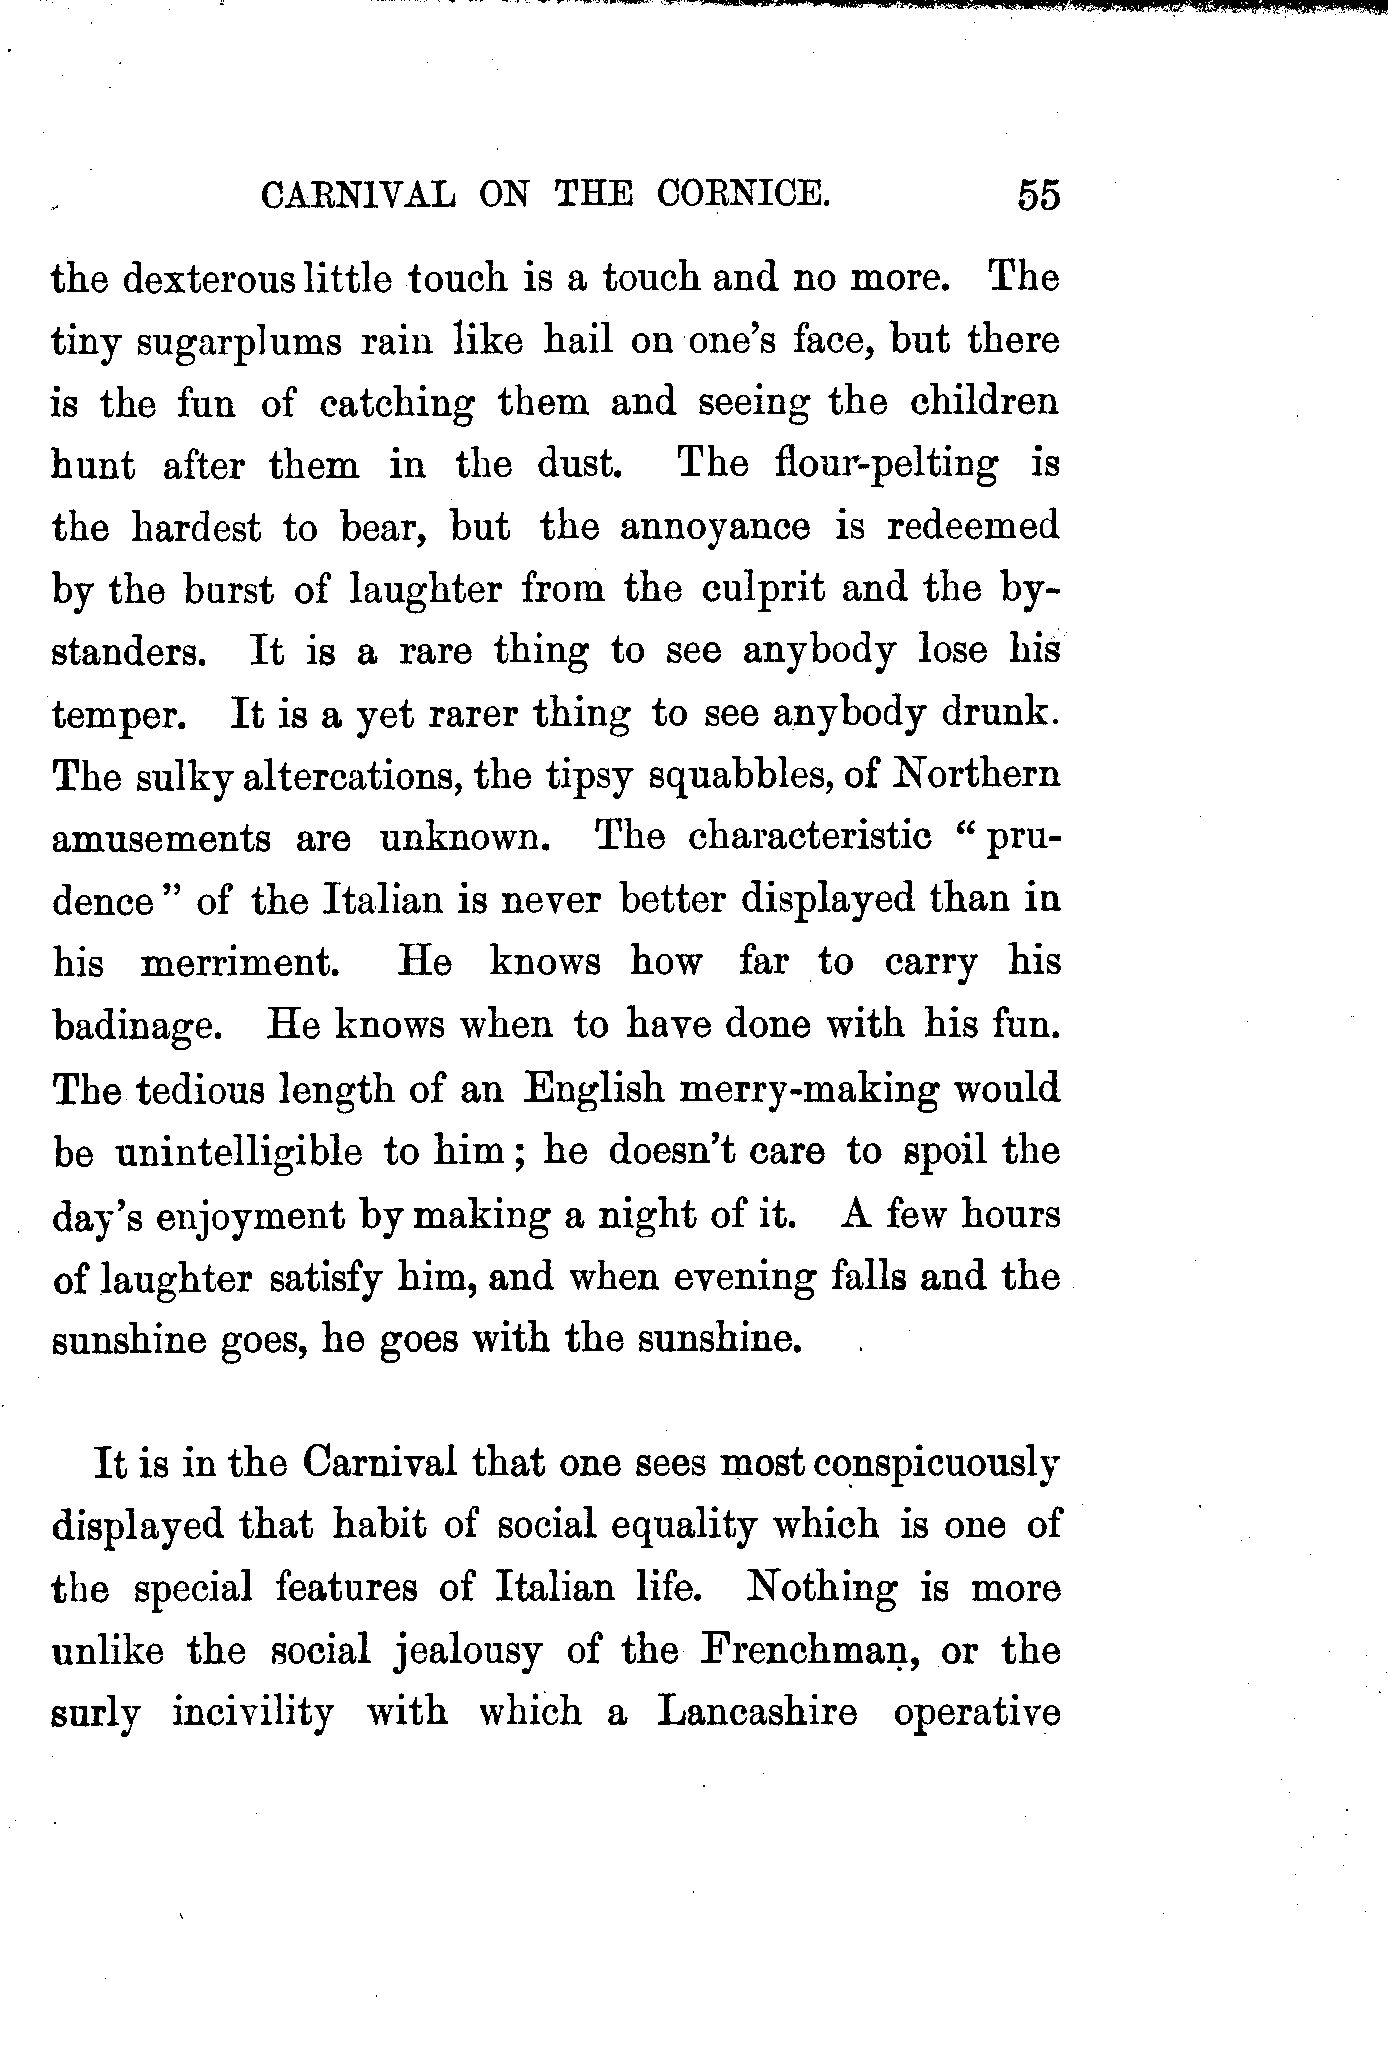 CARNIVAL ON THE CORNICE. 55
the dexterous little touch is a touch and no more. The
tiny sugarplums rain like hail on one's face, but there
is the fun of catching them and seeing the children
hunt after them in the dust. The flour-pelting is
the hardest to bear, but the annoyance is redeemed
by the burst of laughter from the culprit and the by-
standers. It is a rare thing to see anybody lose his
temper. It is a yet rarer thing to see anybody drunk.
The sulky altercations, the tipsy squabbles, of Northern
amusements are unknown. The characteristic “ pru-
dence ” of the Italian is never better displayed than in
his merriment. He knows how far to carry his
badinage. He knows when to have done with his fun.
The tedious length of an English merry-making would
be unintelligible to him ; he doesn't care to spoil the
day's enjoyment by making a night of it. A few hours
of laughter satisfy him, and when evening falls and the
sunshine goes, he goes with the sunshine.
It is in the Carnival that one sees most conspicuously
displayed that habit of social equality which is one of
the special features of Italian life. Nothing is more
unlike the social jealousy of the Frenchman, or the
surly incivility with which a Lancashire operative